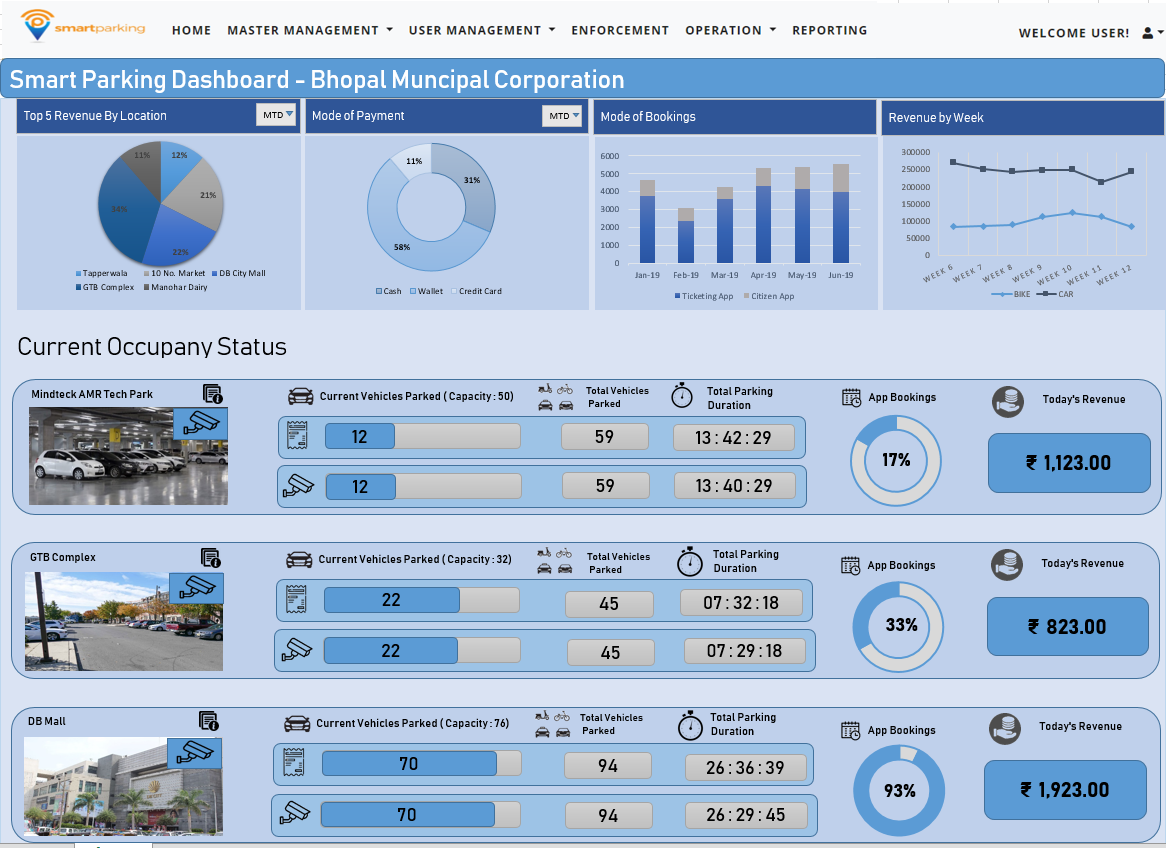 smartparking
HOME MASTER MANAGEMENT USER MANAGEMENT ENFORCEMENT OPERATION REPORTING WELCOME USER!
Smart Parking Dashboard - Bhopal Muncipal Corporation
Top 5 Revenue By Location MTD
11% 12%
21%
34%
22%
Tapperwala 10 No. Market DB City Mall
GTB Complex Manohar Dairy
Mode of Payment MTD
11%
31%
58%
Cash Wallet Credit Card
Mode of Bookings
6000
5000
4000
3000
2000
1000
0
Jan-19 Feb-19 Mar-19 Apr-19 May-19 Jun-19
Ticketing App Citizen App
Revenue by Week
300000
250000
200000
150000
100000
50000
0
WEEK 6 WEEK 7 WEEK 8 WEEK 9 WEEK 10 WEEK 11 WEEK 12
BIKE CAR
Current Occupany Status
Mindteck AMR Tech Park
Current Vehicles Parked ( Capacity : 50)
Total Vehicles
Parked
Total Parking
Duration
App Bookings
Today's Revenue
12 59 13 : 42 : 29
12 59 13 : 40 : 29
17%
₹ 1,123.00
GTB Complex
Current Vehicles Parked ( Capacity : 32)
Total Vehicles
Parked
Total Parking
Duration
App Bookings
Today's Revenue
22 45 07 : 32 : 18
22 45 07 : 29 : 18
33%
₹ 823.00
DB Mall
Current Vehicles Parked ( Capacity : 76)
Total Vehicles
Parked
Total Parking
Duration
App Bookings
Today's Revenue
70 94 26 : 36 : 39
70 94 26 : 29 : 45
93%
₹ 1,923.00